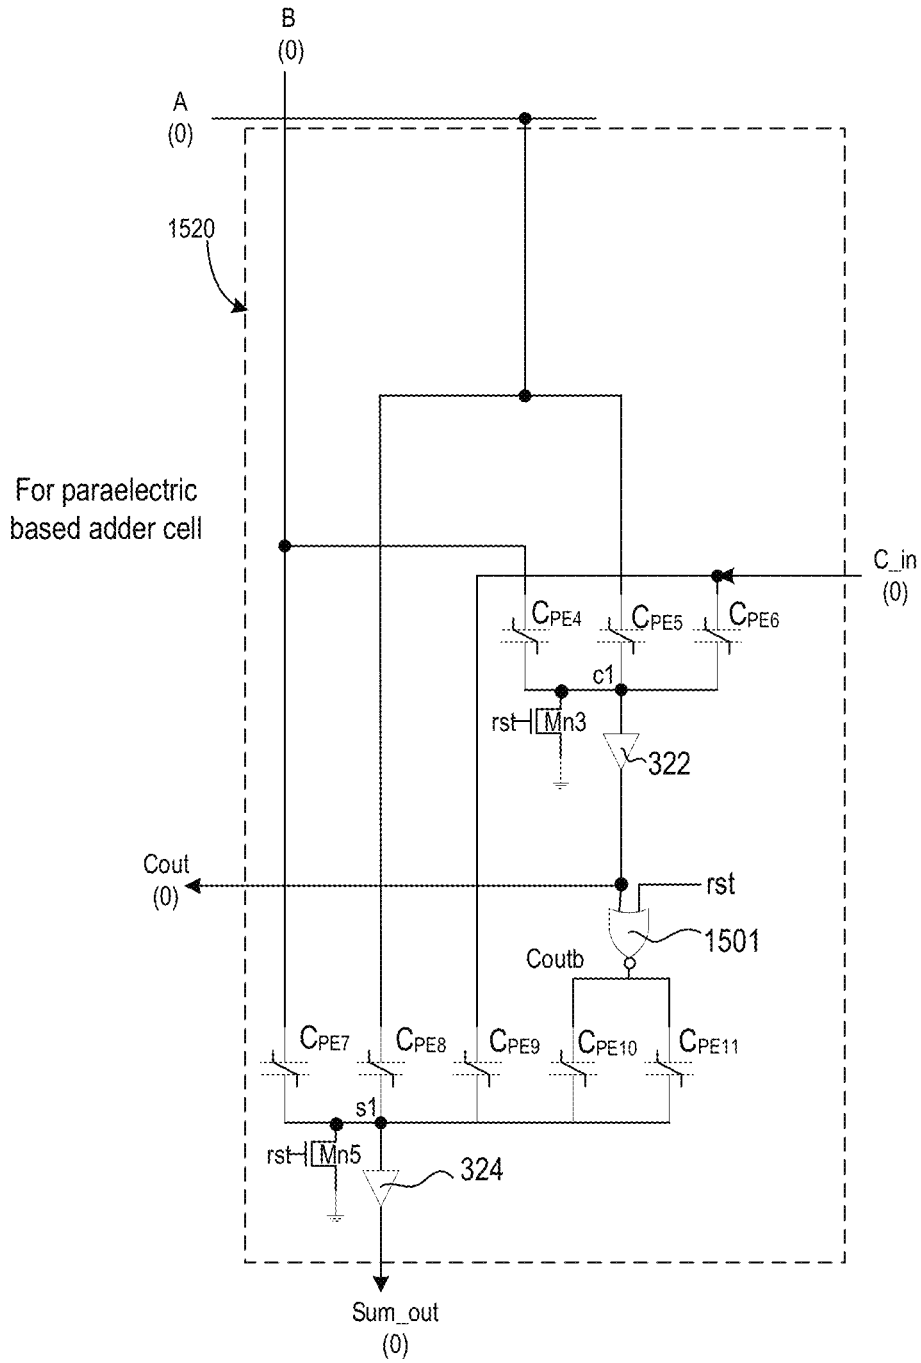 B
(0)
A
(0)
1520
For paraelectric
based adder cell
C_in
(0)
CPE4
CPE5
CPE6
c1
rst
Mn3
322
Cout
(0)
rst
1501
Coutb
CPE7
CPE8
CPE9
CPE10
CPE11
s1
rst
Mn5
324
Sum_out
(0)